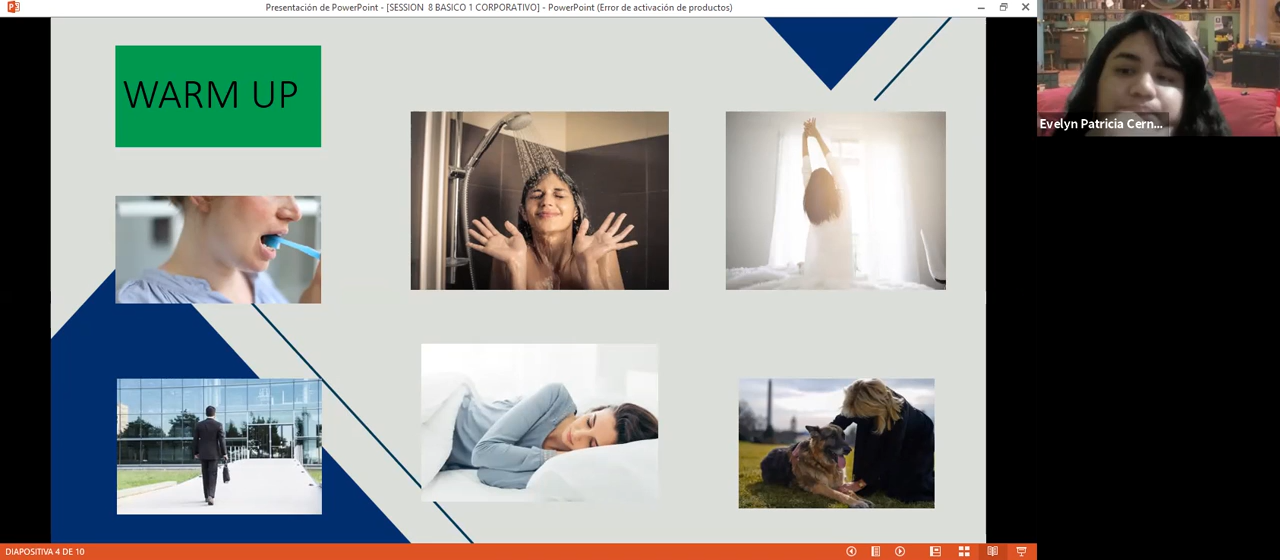 Presentación de PowerPoint - [SESSION 8 BASICO 1 CORPORATIVO] - PowerPoint (Error de activación de productos)
WARM UP
Evelyn Patricia Cern...
DIAPOSITIVA 4 DE 10